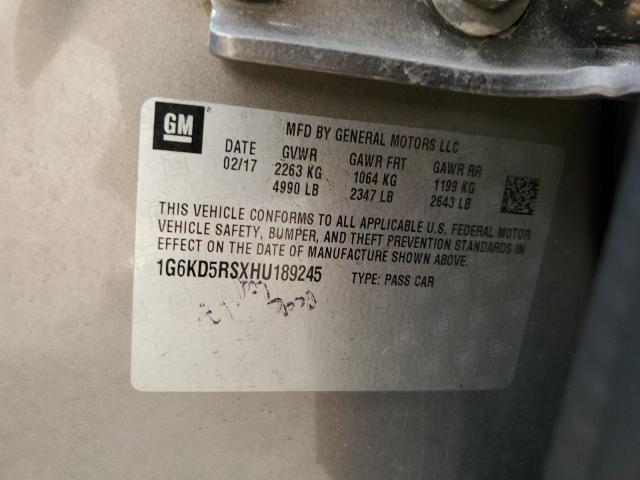 GM
MFD BY GENERAL MOTORS LLC
DATE GVWR GAWR FRT GAWR RR
02/17 2263 KG 1064 KG 1199 KG
4990 LB 2347 LB 2643 LB
THIS VEHICLE CONFORMS TO ALL APPLICABLE U.S. FEDERAL MOTOR
VEHICLE SAFETY, BUMPER, AND THEFT PREVENTION STANDARDS IN
EFFECT ON THE DATE OF MANUFACTURE SHOWN ABOVE.
1G6KD5RSXHU189245 TYPE: PASS CAR